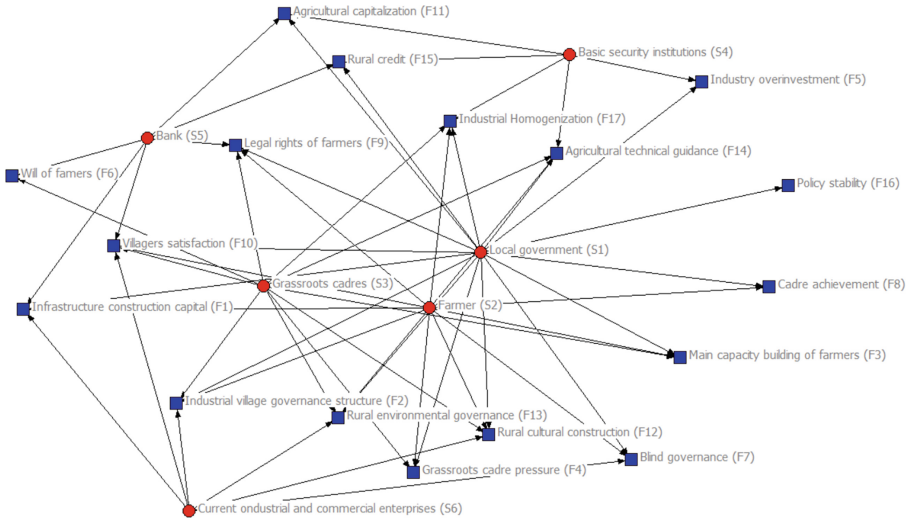 Agricultural capitalization (F11)
Basic security institutions (S4)
Rural credit (F15)
Industry overinvestment (F5)
Industrial Homogenization (F17)
Bank (S5)
Legal rights of farmers (F9)
Agricultural technical guidance (F14)
Will of famers (F6)
Policy stability (F16)
Villagers satisfaction (F10)
Local government (S1)
Grassroots cadres (S3)
Cadre achievement (F8)
Infrastructure construction capital (F1)
Farmer (S2)
Main capacity building of farmers (F3)
Industrial village governance structure (F2)
Rural environmental governance (F13)
Rural cultural construction (F12)
Blind governance (F7)
Grassroots cadre pressure (F4)
Current ondustrial and commercial enterprises (S6)